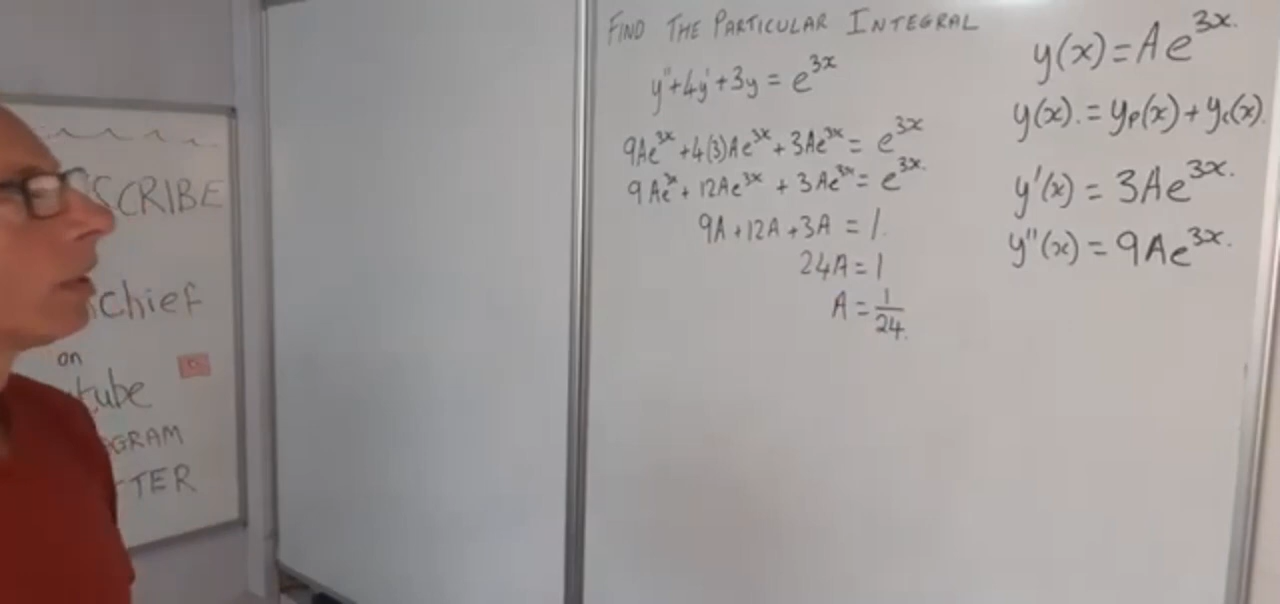 SCRIBE
chief
on
tube
GRAM
TER
FIND THE PARTICULAR INTEGRAL
y''+4y'+3y = e^3x
9Ae^3x +4(3)Ae^3x + 3Ae^3x = e^3x
9Ae^3x + 12Ae^3x + 3Ae^3x = e^3x.
9A+12A+3A = 1.
24A=1
A = 1/24.
y(x) = Ae^3x.
y(x). = yp(x) + yc(x).
y'(x) = 3Ae^3x.
y''(x) = 9Ae^3x.